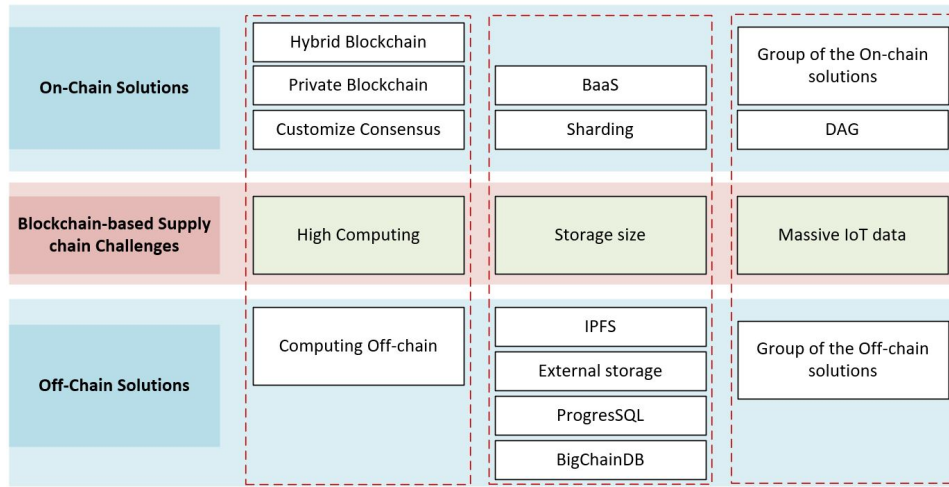 On-Chain Solutions
Hybrid Blockchain
Private Blockchain
Customize Consensus
BaaS
Sharding
Group of the On-chain
solutions
DAG
Blockchain-based Supply
chain Challenges
High Computing
Storage size
Massive IoT data
Off-Chain Solutions
Computing Off-chain
IPFS
External storage
ProgresSQL
BigChainDB
Group of the Off-chain
solutions